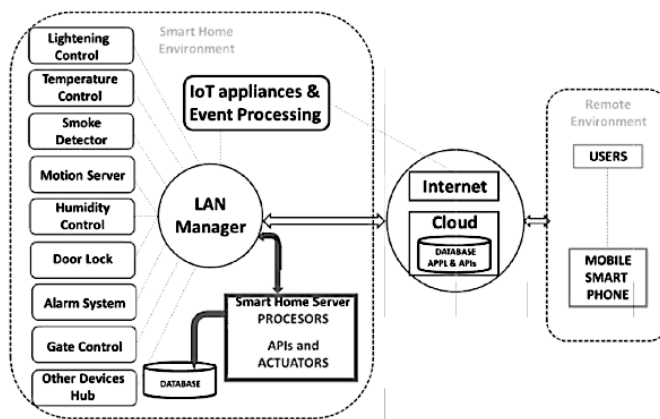 Smart Home
Environment
Lightening
Control
Temperature
Control
Smoke
Detector
Motion Server
Humidity
Control
Door Lock
Alarm System
Gate Control
Other Devices
Hub
IoT appliances &
Event Processing
LAN
Manager
Smart Home Server
PROCESORS
APIs and
ACTUATORS
DATABASE
Internet
Cloud
DATABASE
APPL & APIs
Remote
Environment
USERS
MOBILE
SMART
PHONE